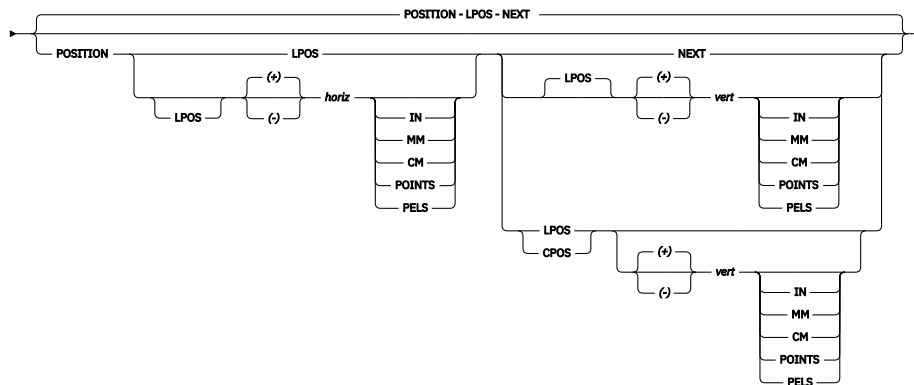 POSITION - LPOS - NEXT
POSITION LPOS NEXT
LPOS (+) (-) horiz IN MM CM POINTS PELS
LPOS (+) (-) vert IN MM CM POINTS PELS
LPOS
CPOS
(+) (-) vert IN MM CM POINTS PELS